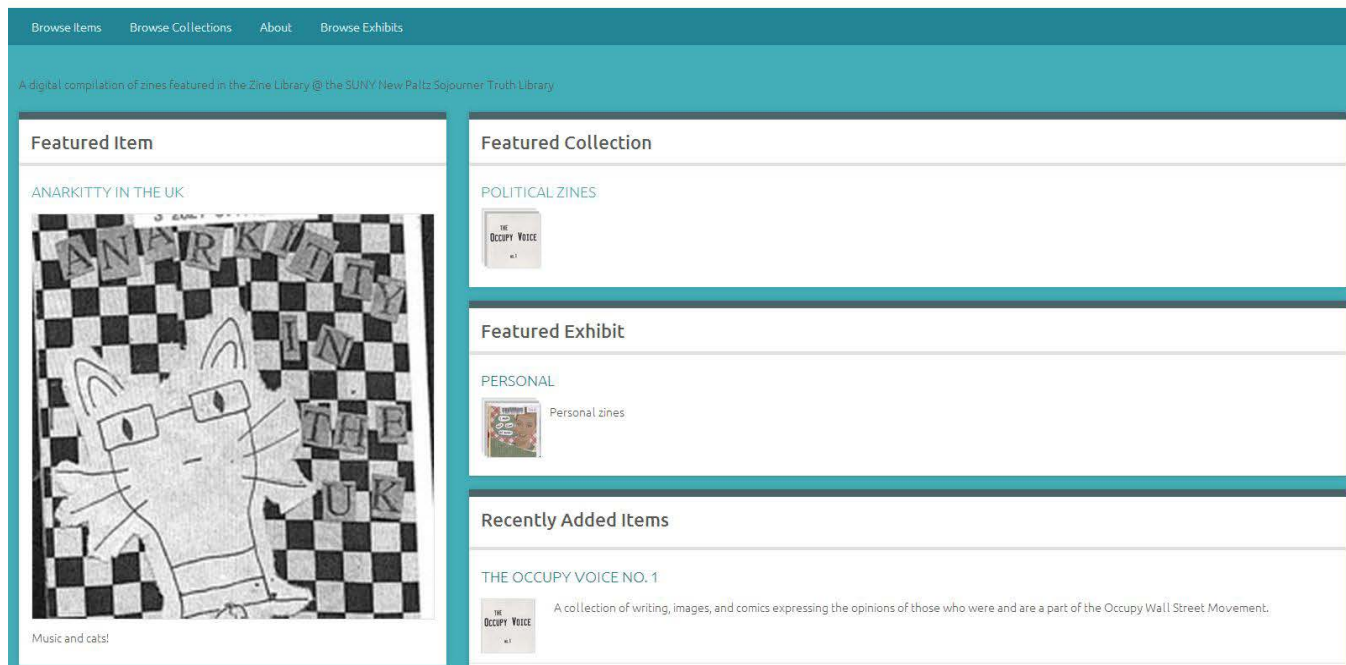 Browse Items Browse Collections About Browse Exhibits
A digital compilation of zines featured in the Zine Library @ the SUNY New Paltz Sojourner Truth Library
Featured Item
ANARKITTY IN THE UK
ANARKITTY
IN
THE
UK
Music and cats!
Featured Collection
POLITICAL ZINES
THE
OCCUPY VOICE
no.1
Featured Exhibit
PERSONAL
Personal zines
Recently Added Items
THE OCCUPY VOICE NO. 1
THE
OCCUPY VOICE
no.1
A collection of writing, images, and comics expressing the opinions of those who were and are a part of the Occupy Wall Street Movement.